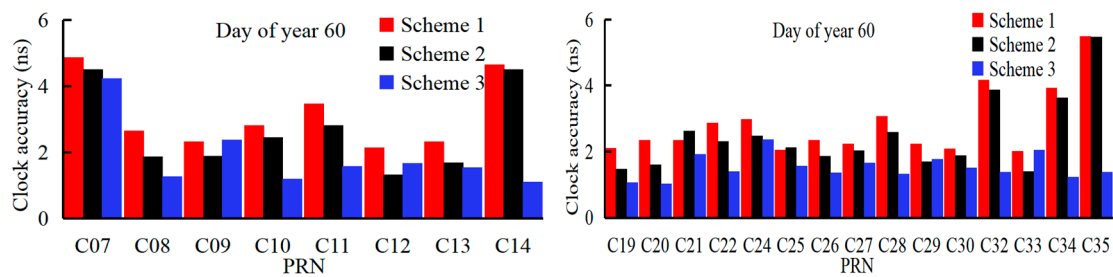 Clock accuracy (ns)
6
4
2
0
Day of year 60
Scheme 1
Scheme 2
Scheme 3
C07 C08 C09 C10 C11 C12 C13 C14
PRN
Clock accuracy (ns)
6
4
2
0
Day of year 60
Scheme 1
Scheme 2
Scheme 3
C19 C20 C21 C22 C24 C25 C26 C27 C28 C29 C30 C32 C33 C34 C35
PRN